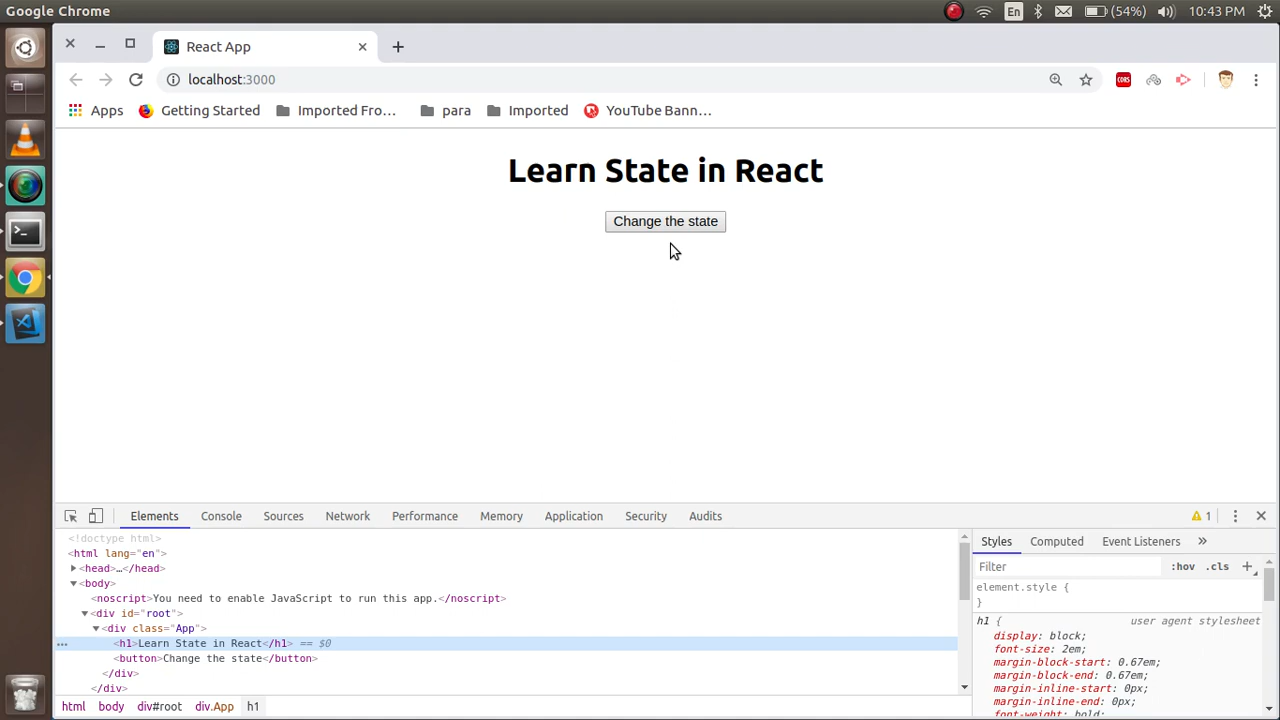 Google Chrome En (54%) 10:43 PM
React App
localhost:3000 CORS
Apps Getting Started Imported Fro... para Imported YouTube Bann...
Learn State in React
Change the state
Elements Console Sources Network Performance Memory Application Security Audits 1
<!doctype html>
<html lang="en">
<head>…</head>
<body>
<noscript>You need to enable JavaScript to run this app.</noscript>
<div id="root">
<div class="App">
<h1>Learn State in React</h1> == $0
<button>Change the state</button>
</div>
</div>
html body div#root div.App h1
Styles Computed Event Listeners »
Filter :hov .cls +
element.style {
}
h1 { user agent stylesheet
display: block;
font-size: 2em;
margin-block-start: 0.67em;
margin-block-end: 0.67em;
margin-inline-start: 0px;
margin-inline-end: 0px;
font-weight: bold;